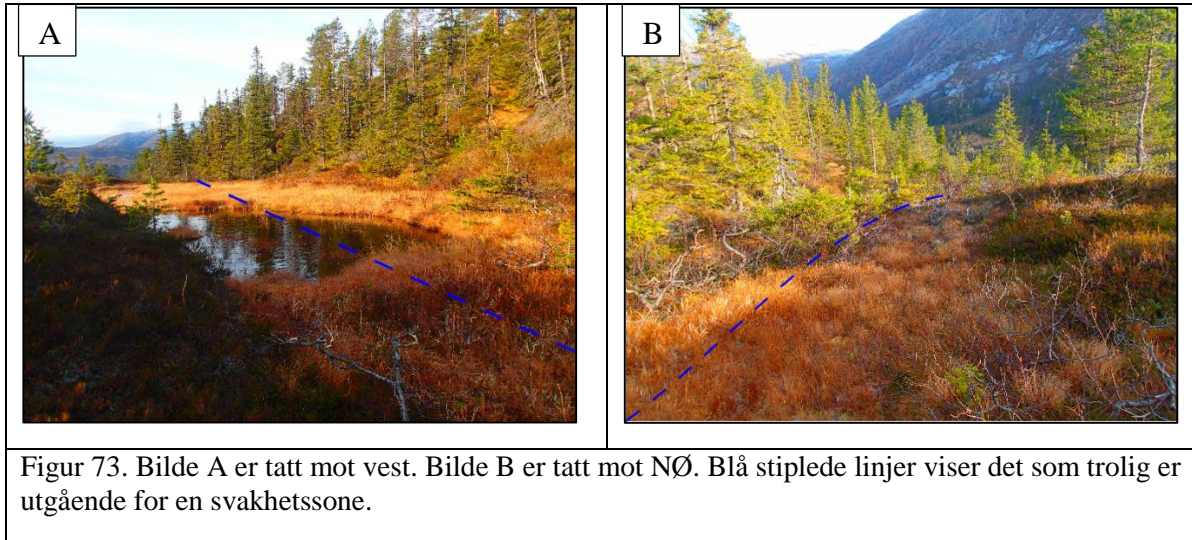 A
B
Figur 73. Bilde A er tatt mot vest. Bilde B er tatt mot NØ. Blå stiplede linjer viser det som trolig er
utgående for en svakhetssone.